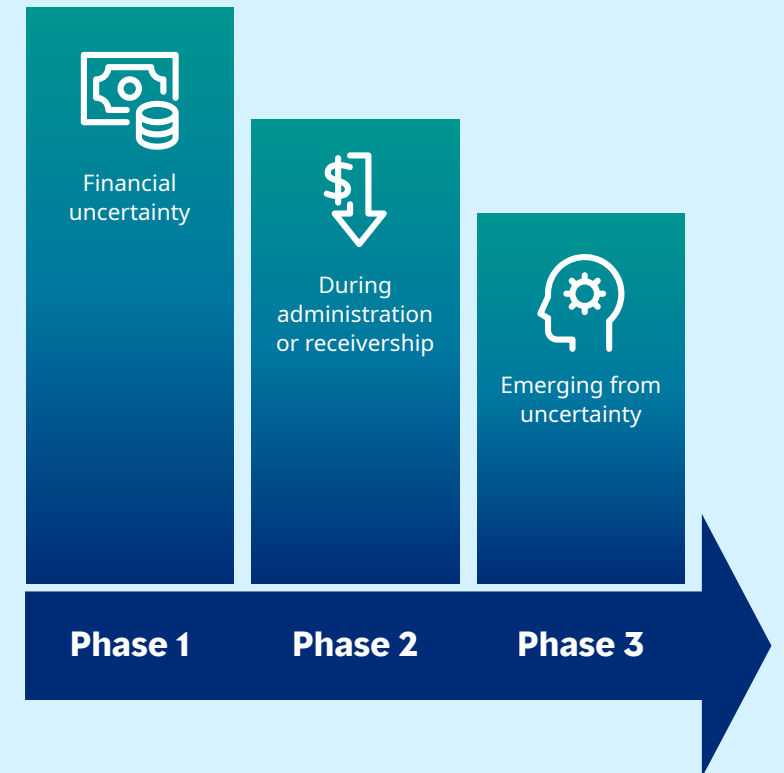 Financial
uncertainty
During
administration
or receivership
Emerging from
uncertainty
Phase 1
Phase 2
Phase 3